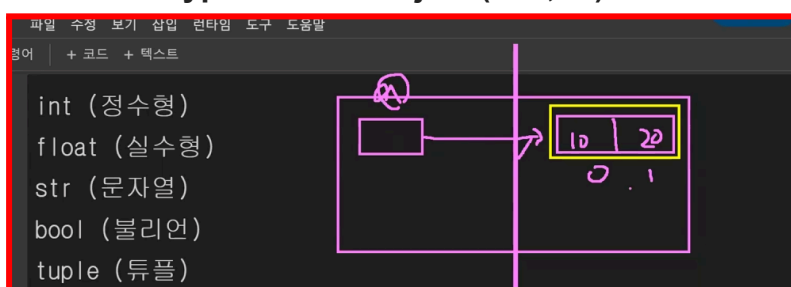 파일 수정 보기 삽입 런타임 도구 도움말
+ 코드 + 텍스트
int (정수형)
float (실수형)
str (문자열)
bool (불리언)
tuple (튜플)
10 20
0 1